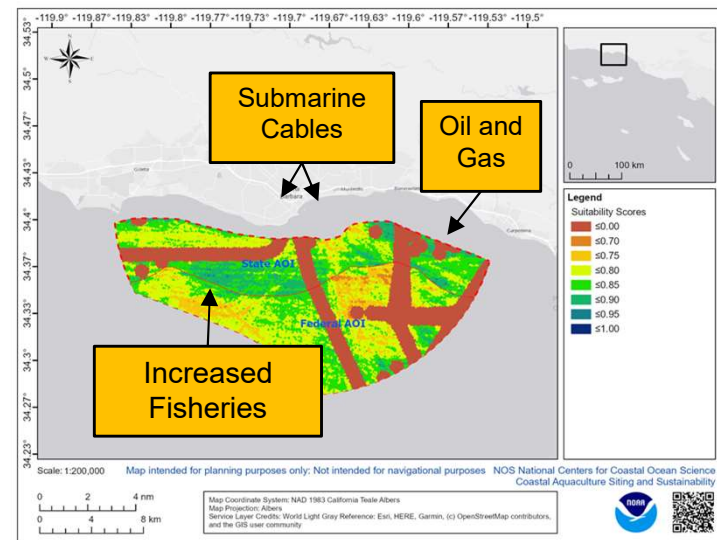 -119.9° -119.87° -119.83° -119.8° -119.77° -119.73° -119.7° -119.67° -119.63° -119.6° -119.57° -119.53° -119.5°
34.53°
34.5°
34.47°
34.43°
34.4°
34.37°
34.33°
34.3°
34.27°
34.23°
Submarine
Cables
Oil and
Gas
Goleta
Barbara
Montecito
Carpinteria
State AOI
Federal AOI
Increased
Fisheries
0 100 km
Legend
Suitability Scores
≤0.00
≤0.70
≤0.75
≤0.80
≤0.85
≤0.90
≤0.95
≤1.00
Scale: 1:200,000
Map intended for planning purposes only: Not intended for navigational purposes
NOS National Centers for Coastal Ocean Science
Coastal Aquaculture Siting and Sustainability
0 2 4 nm
0 4 8 km
Map Coordinate System: NAD 1983 California Teale Albers
Map Projection: Albers
Service Layer Credits: World Light Gray Reference: Esri, HERE, Garmin, (c) OpenStreetMap contributors,
and the GIS user community
NOAA